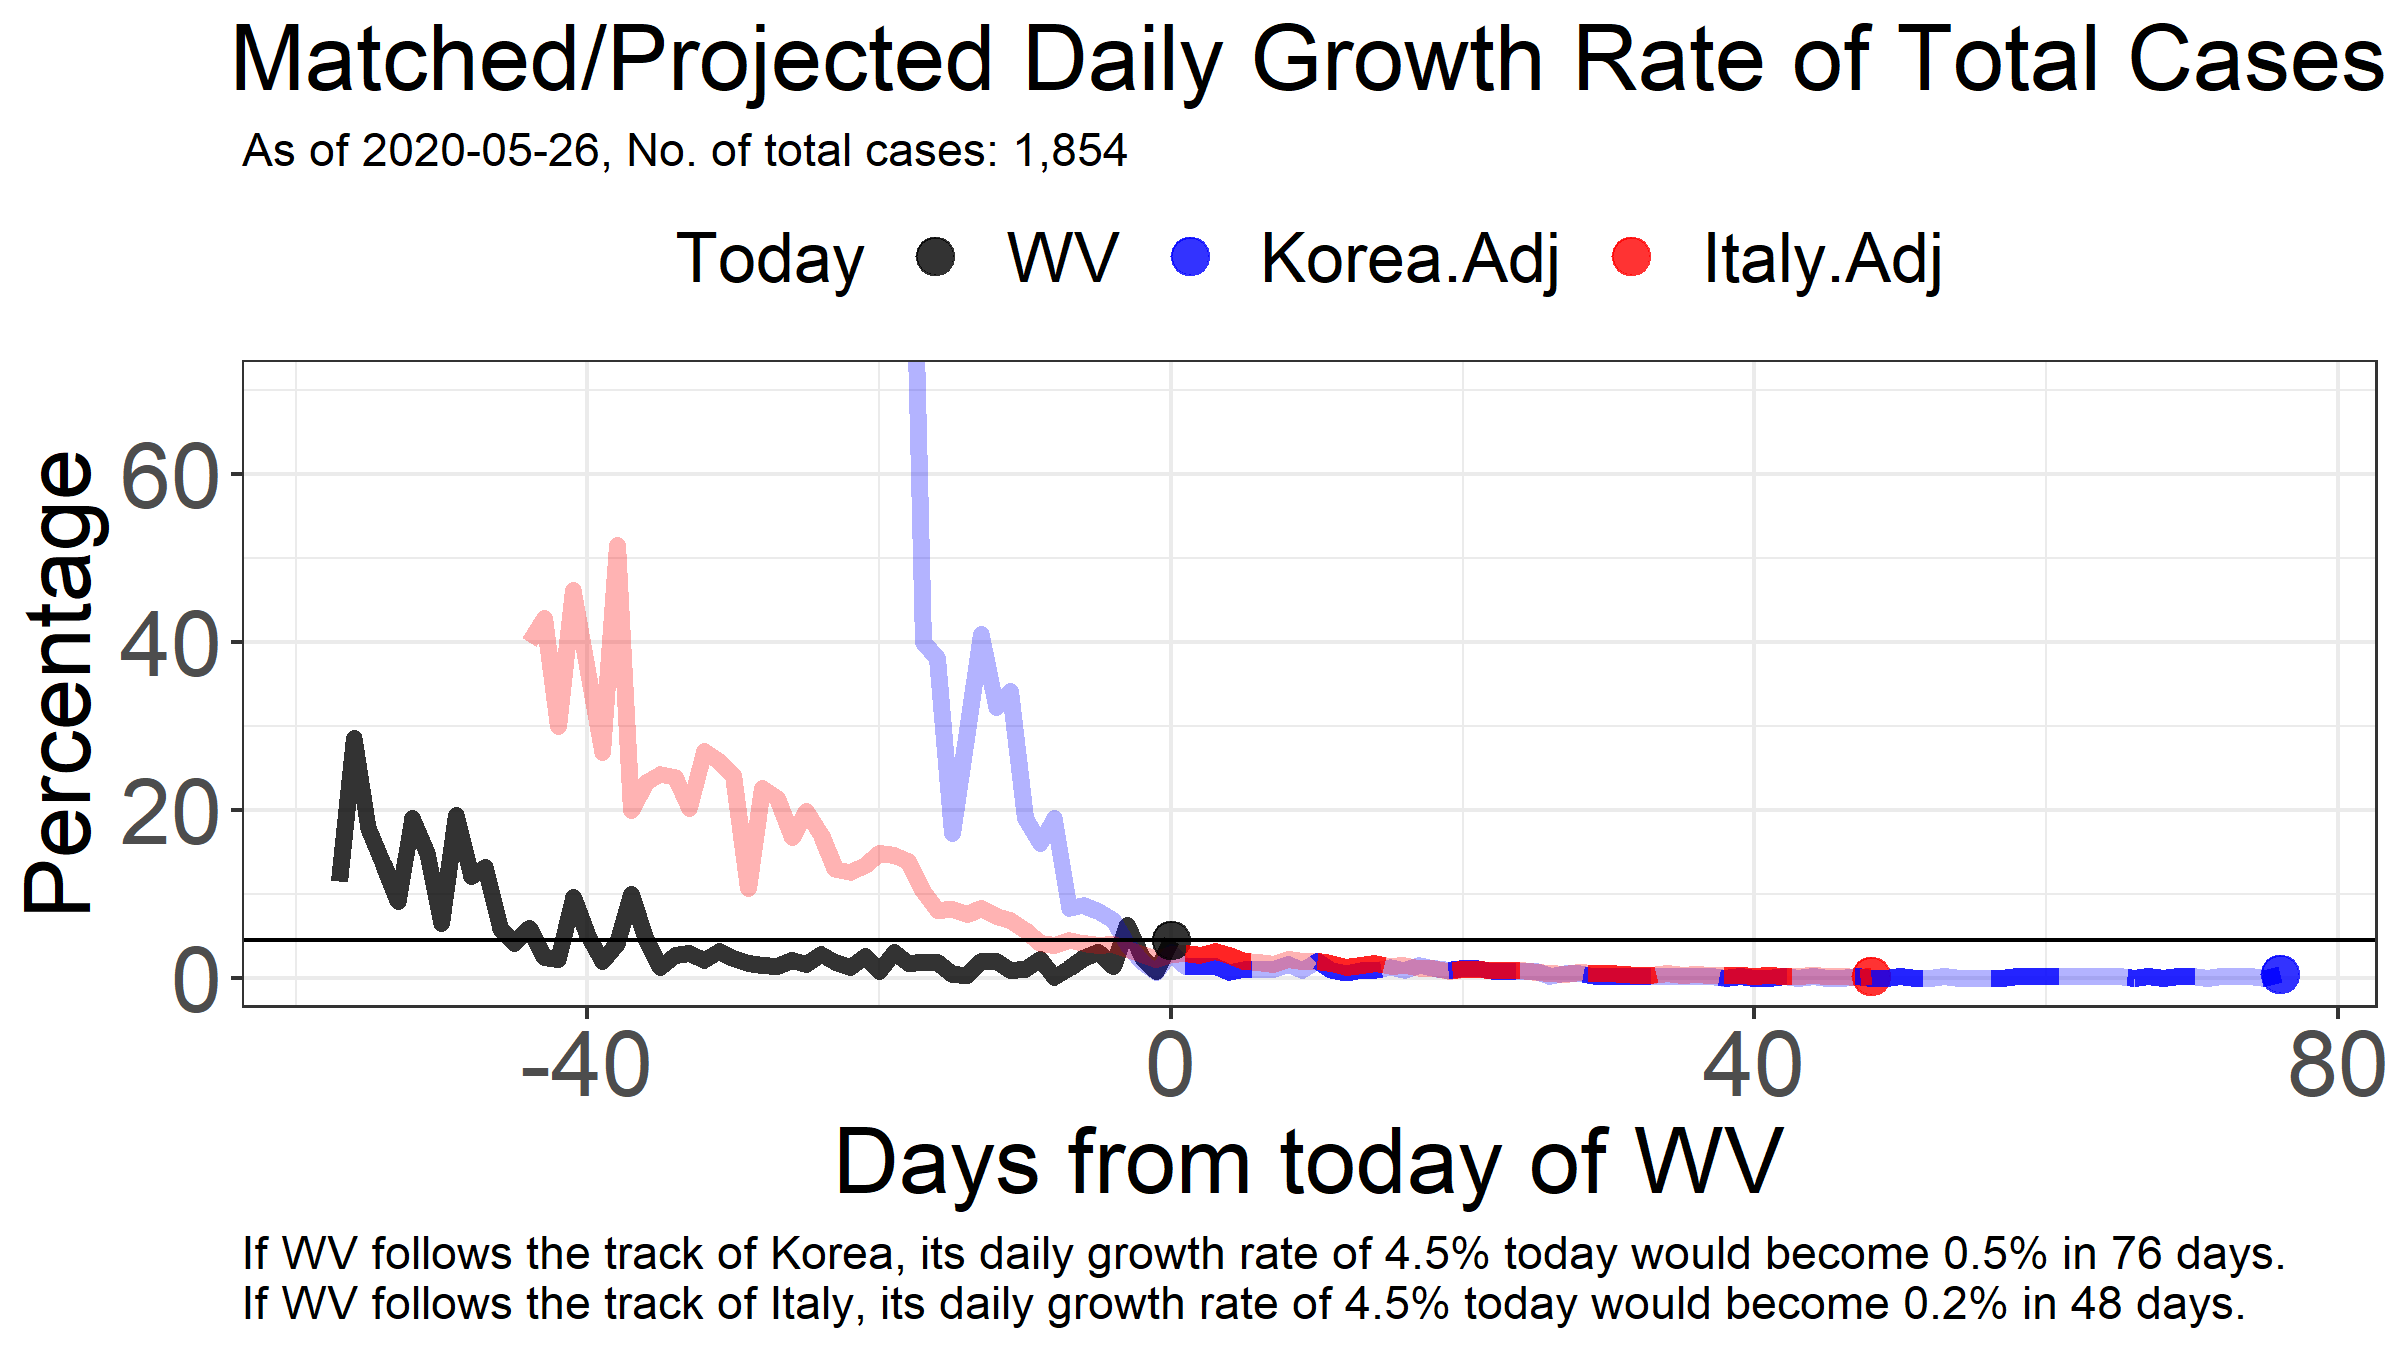 Matched/Projected Daily Growth Rate of Total Cases
As of 2020-05-26, No. of total cases: 1,854
Today WV Korea.Adj Italy.Adj
Percentage
60
40
20
0
-40 0 40 80
Days from today of WV
If WV follows the track of Korea, its daily growth rate of 4.5% today would become 0.5% in 76 days.
If WV follows the track of Italy, its daily growth rate of 4.5% today would become 0.2% in 48 days.